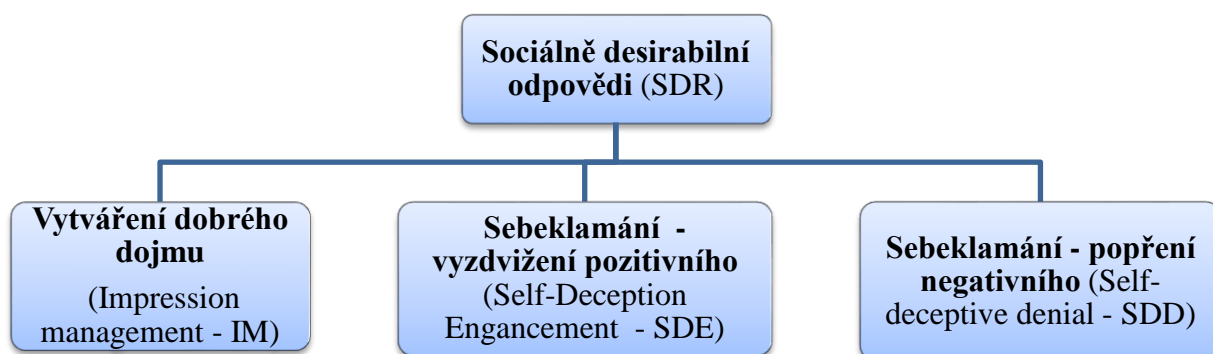 Sociálně desirabilní
odpovědi (SDR)
Vytváření dobrého
dojmu
(Impression
management - IM)
Sebeklamání -
vyzdvižení pozitivního
(Self-Deception
Engancement - SDE)
Sebeklamání - popření
negativního (Self-
deceptive denial - SDD)